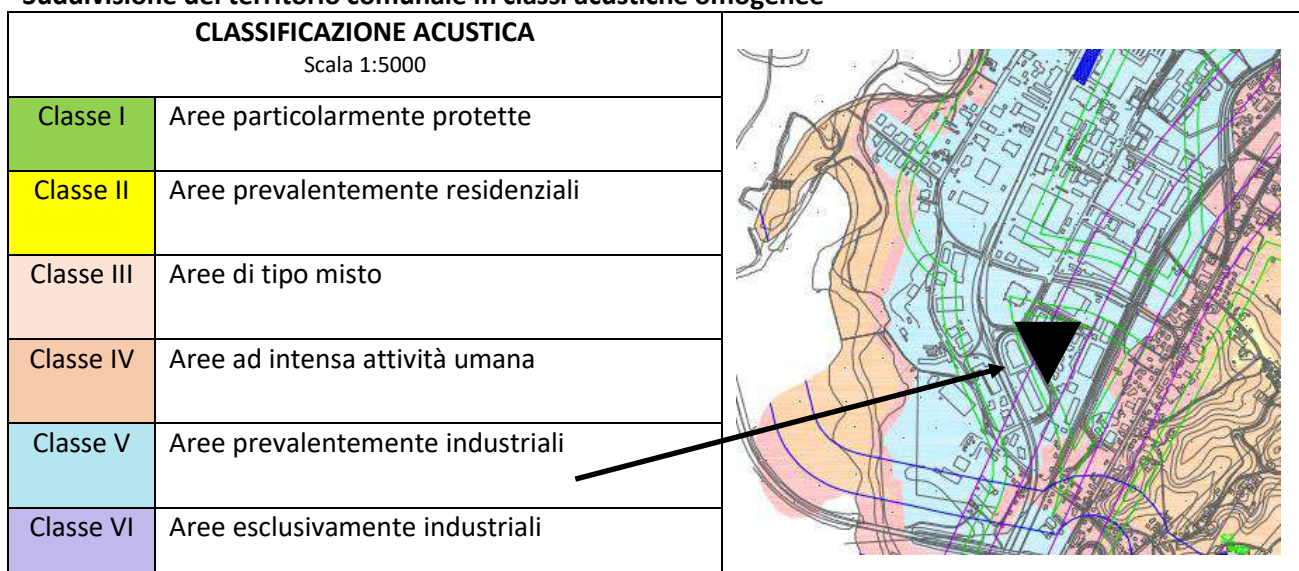 Suddivisione del territorio comunale in classi acustiche omogenee
CLASSIFICAZIONE ACUSTICA
Scala 1:5000
Classe I Aree particolarmente protette
Classe II Aree prevalentemente residenziali
Classe III Aree di tipo misto
Classe IV Aree ad intensa attività umana
Classe V Aree prevalentemente industriali
Classe VI Aree esclusivamente industriali